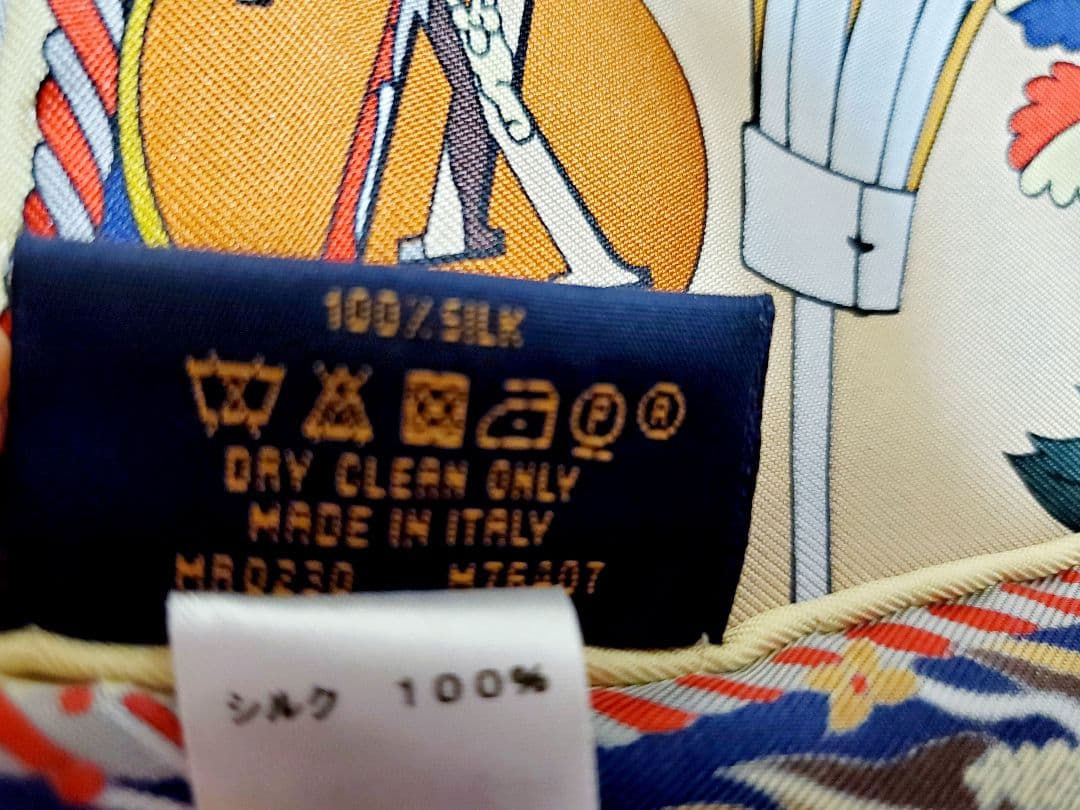 100%SILK
P R
DRY CLEAN ONLY
MADE IN ITALY
シルク 100%